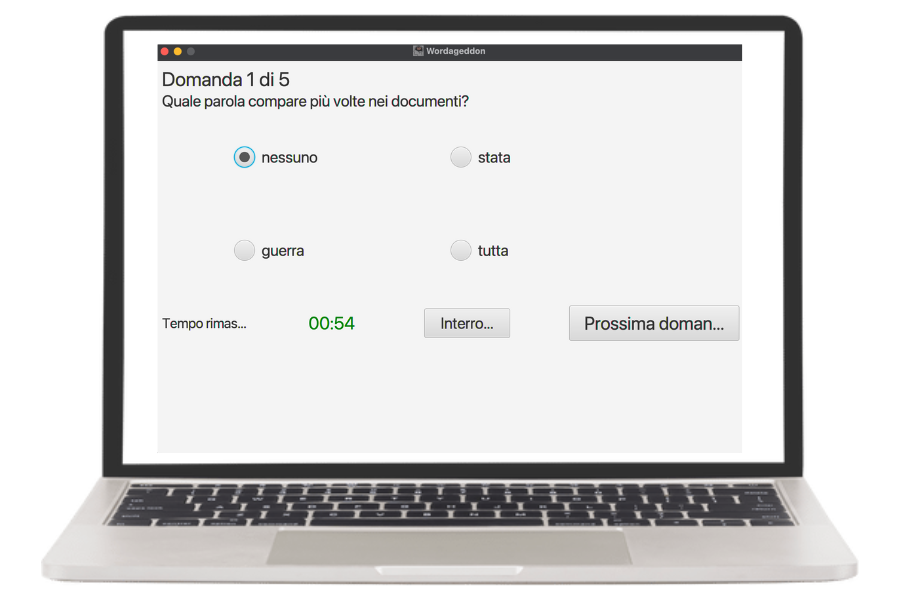 Wordageddon
Domanda 1 di 5
Quale parola compare più volte nei documenti?
nessuno
stata
guerra
tutta
Tempo rimas...
00:54
Interro...
Prossima doman...